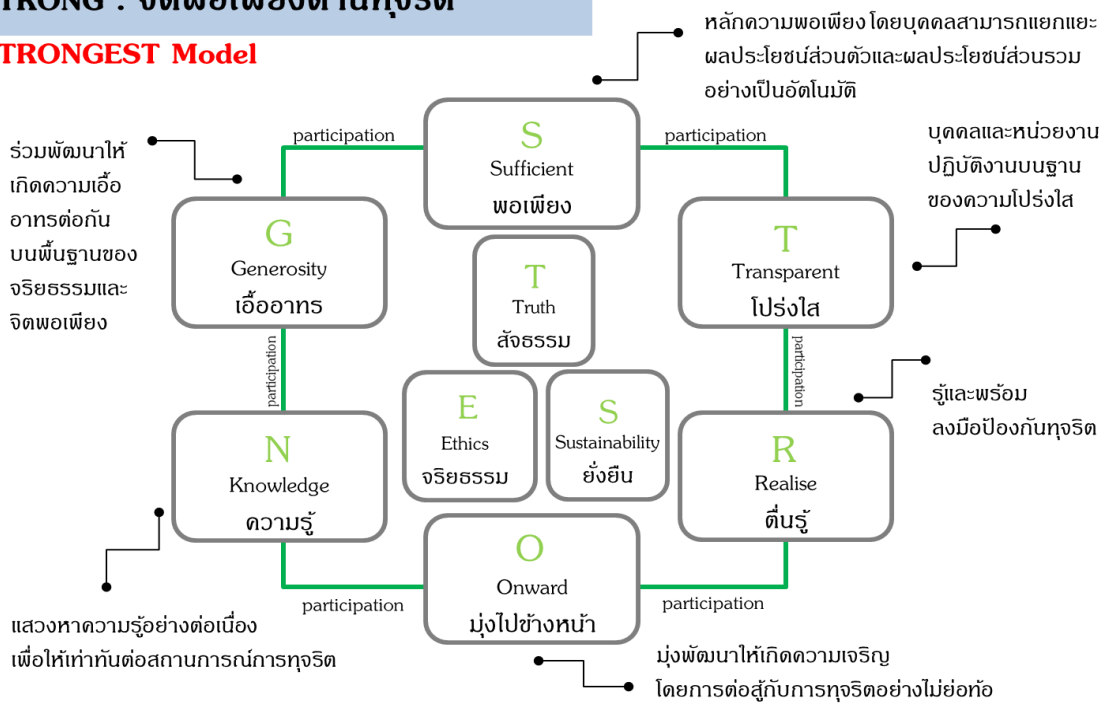 TRONG : จิตพอเพียงต้านทุจริต
TRONGEST Model
หลักความพอเพียง โดยบุคคลสามารถแยกแยะ
ผลประโยชน์ส่วนตัวและผลประโยชน์ส่วนรวม
อย่างเป็นอัตโนมัติ
participation
S
Sufficient
พอเพียง
participation
บุคคลและหน่วยงาน
ปฏิบัติงานบนฐาน
ของความโปร่งใส
ร่วมพัฒนาให้
เกิดความเอื้อ
อาทรต่อกัน
บนพื้นฐานของ
จริยธรรมและ
จิตพอเพียง
G
Generosity
เอื้ออาทร
T
Truth
สัจธรรม
T
Transparent
โปร่งใส
participation
participation
รู้และพร้อม
ลงมือป้องกันทุจริต
E
Ethics
จริยธรรม
S
Sustainability
ยั่งยืน
N
Knowledge
ความรู้
R
Realise
ตื่นรู้
O
Onward
มุ่งไปข้างหน้า
participation
participation
แสวงหาความรู้อย่างต่อเนื่อง
เพื่อให้เท่าทันต่อสถานการณ์การทุจริต
มุ่งพัฒนาให้เกิดความเจริญ
โดยการต่อสู้กับการทุจริตอย่างไม่ย่อท้อ